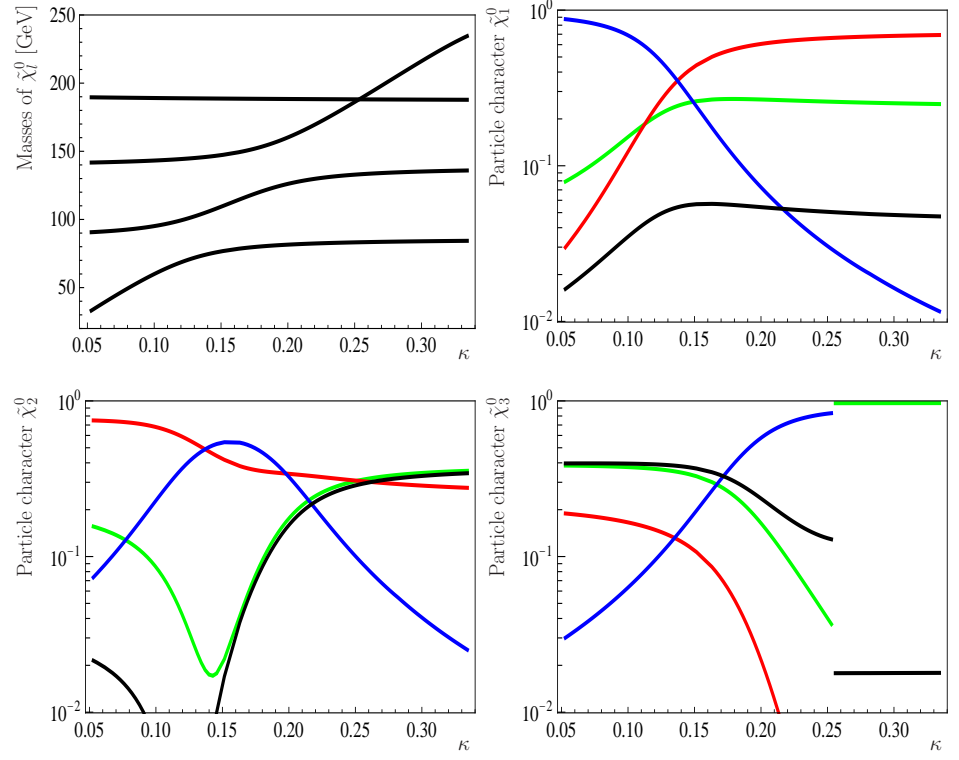 Masses of χ̃⁰ₗ [GeV]
250
200
150
100
50
0.05 0.10 0.15 0.20 0.25 0.30
κ
Particle character χ̃⁰₁
10⁰
10⁻¹
10⁻²
0.05 0.10 0.15 0.20 0.25 0.30
κ
Particle character χ̃⁰₂
10⁰
10⁻¹
10⁻²
0.05 0.10 0.15 0.20 0.25 0.30
κ
Particle character χ̃⁰₃
10⁰
10⁻¹
10⁻²
0.05 0.10 0.15 0.20 0.25 0.30
κ